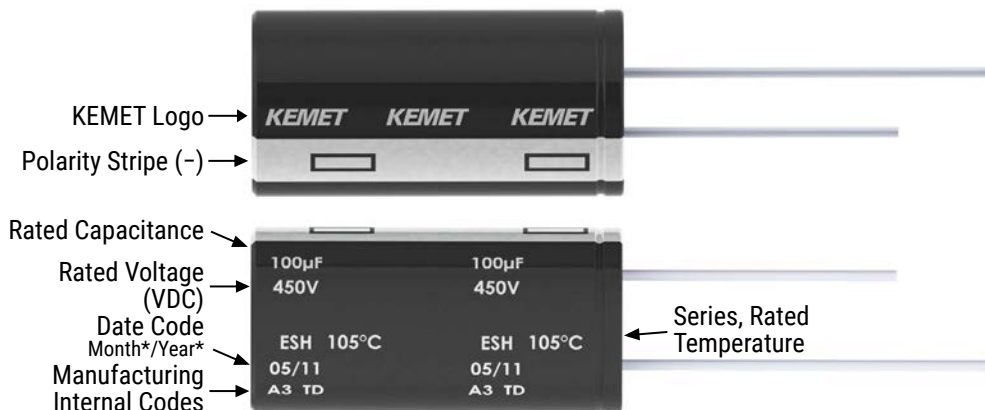 KEMET Logo
KEMET KEMET KEMET
Polarity Stripe (−)
Rated Capacitance
100µF 100µF
Rated Voltage
(VDC)
450V 450V
Date Code
Month*/Year*
ESH 105°C ESH 105°C
Series, Rated
Temperature
05/11 05/11
Manufacturing
Internal Codes
A3 TD A3 TD